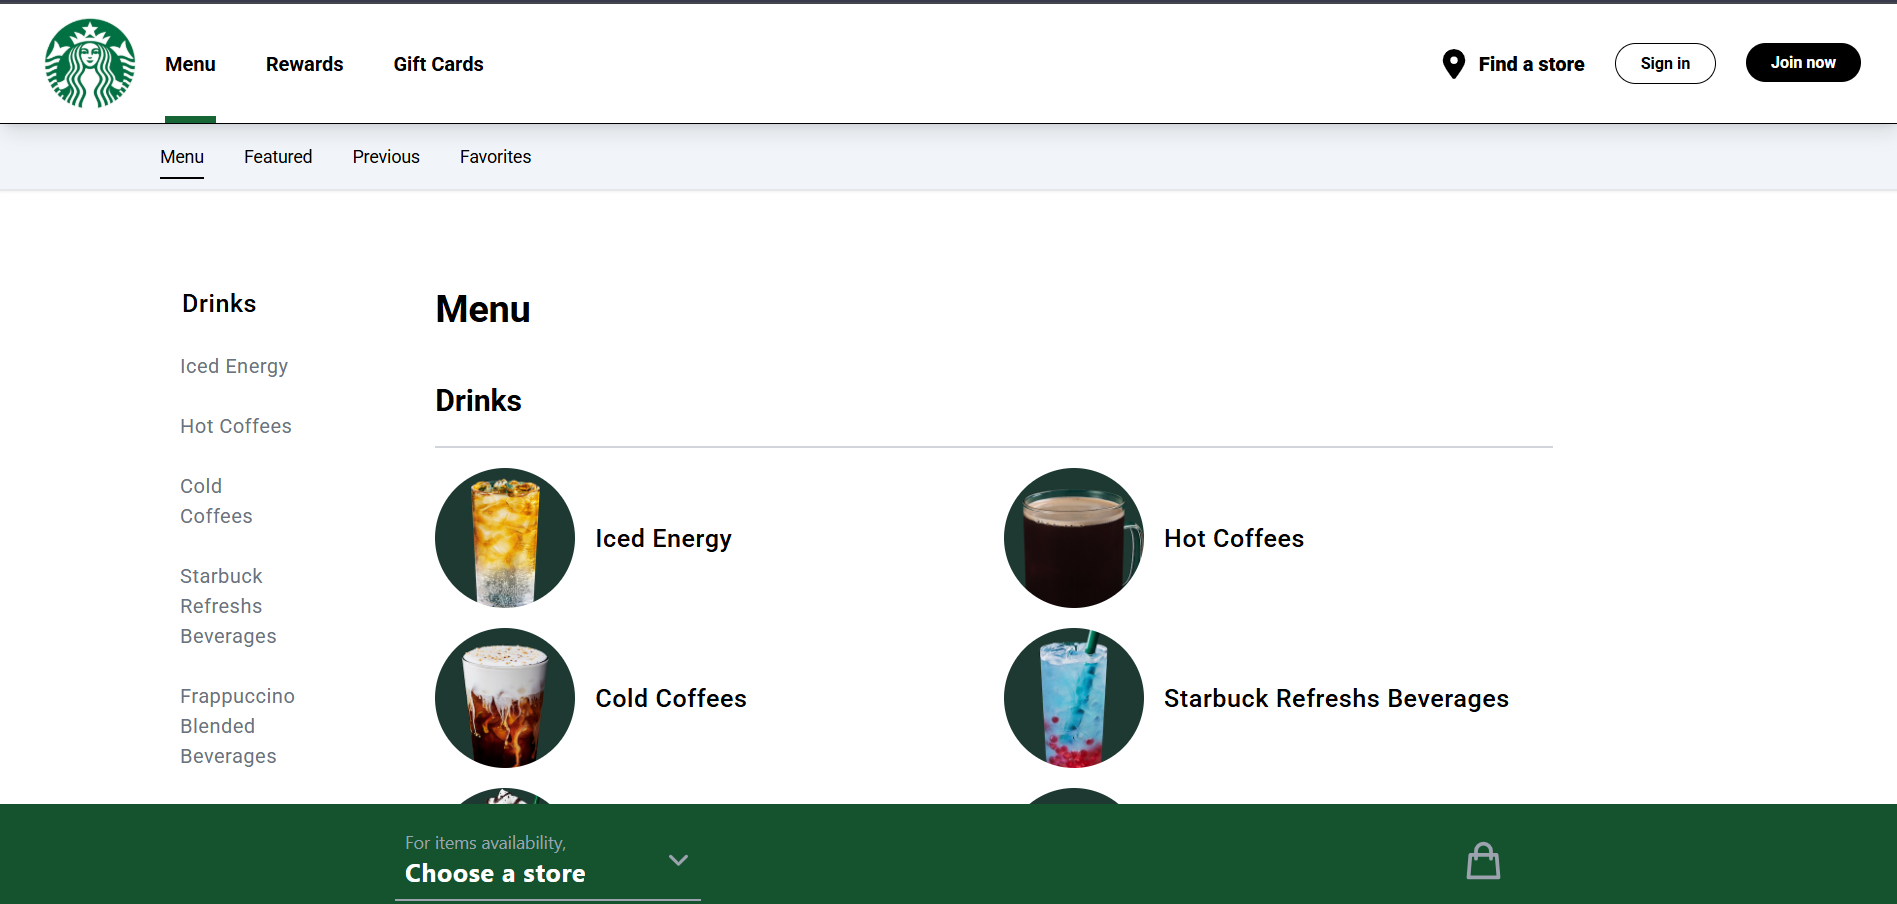 Menu
Rewards
Gift Cards
Find a store
Sign in
Join now
Menu
Featured
Previous
Favorites
Drinks
Iced Energy
Hot Coffees
Cold
Coffees
Starbuck
Refreshs
Beverages
Frappuccino
Blended
Beverages
Menu
Drinks
Iced Energy
Hot Coffees
Cold Coffees
Starbuck Refreshs Beverages
For items availability,
Choose a store